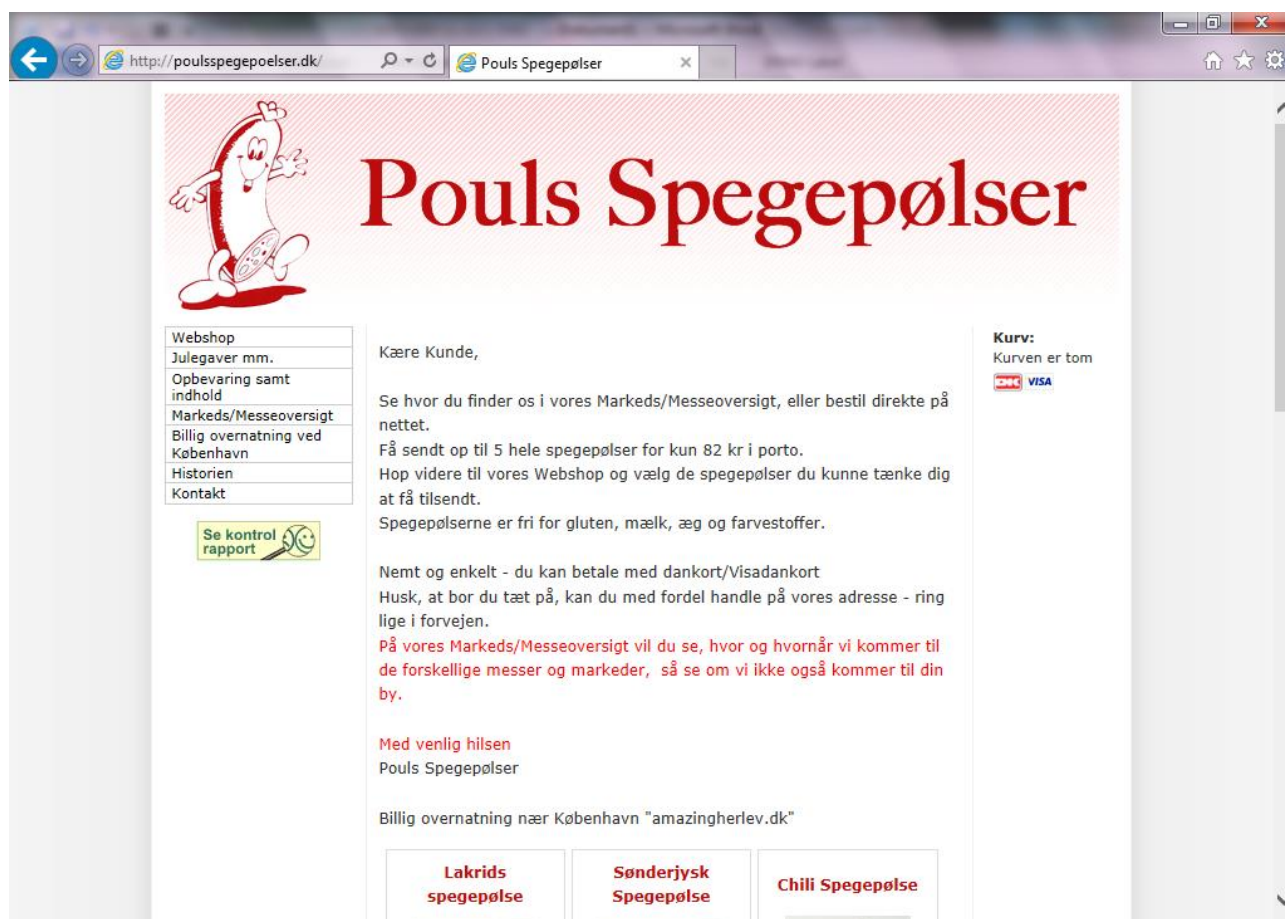 http://poulsspegepoelser.dk/
Pouls Spegepølser
Pouls Spegepølser
Webshop
Julegaver mm.
Opbevaring samt
indhold
Markeds/Messeoversigt
Billig overnatning ved
København
Historien
Kontakt
Se kontrol
rapport
Kære Kunde,
Se hvor du finder os i vores Markeds/Messeoversigt, eller bestil direkte på
nettet.
Få sendt op til 5 hele spegepølser for kun 82 kr i porto.
Hop videre til vores Webshop og vælg de spegepølser du kunne tænke dig
at få tilsendt.
Spegepølserne er fri for gluten, mælk, æg og farvestoffer.
Nemt og enkelt - du kan betale med dankort/Visadankort
Husk, at bor du tæt på, kan du med fordel handle på vores adresse - ring
lige i forvejen.
På vores Markeds/Messeoversigt vil du se, hvor og hvornår vi kommer til
de forskellige messer og markeder,  så se om vi ikke også kommer til din
by.
Med venlig hilsen
Pouls Spegepølser
Billig overnatning nær København "amazingherlev.dk"
Lakrids
spegepølse
Sønderjysk
Spegepølse
Chili Spegepølse
Kurv:
Kurven er tom
VISA